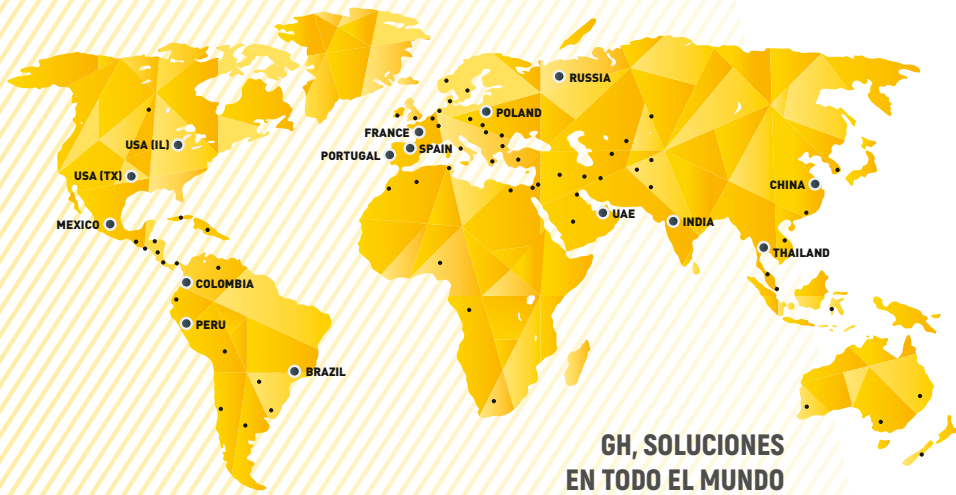 RUSSIA
POLAND
FRANCE
USA (IL)
SPAIN
PORTUGAL
USA (TX)
CHINA
MEXICO
UAE
INDIA
THAILAND
COLOMBIA
PERU
BRAZIL
GH, SOLUCIONES
EN TODO EL MUNDO